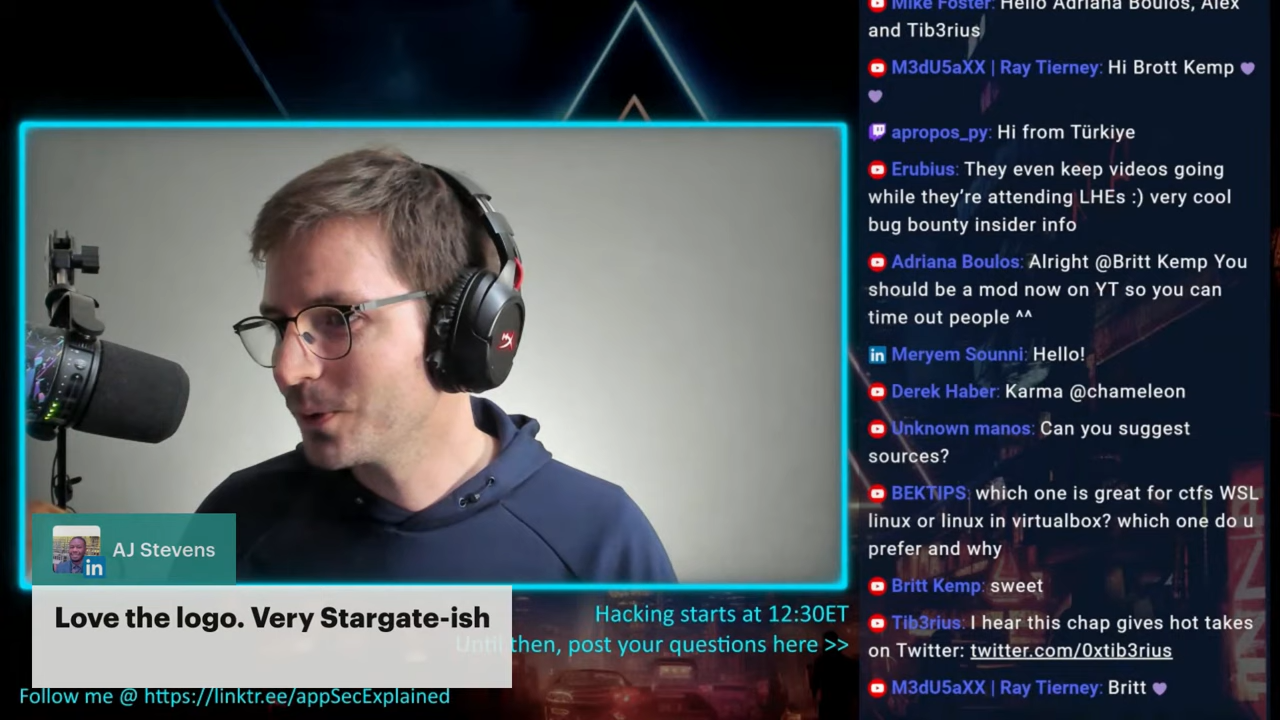 Mike Foster: Hello Adriana Boulos, Alex
and Tib3rius
M3dU5aXX | Ray Tierney: Hi Brott Kemp 💜
💜
apropos_py: Hi from Türkiye
Erubius: They even keep videos going
while they’re attending LHEs :) very cool
bug bounty insider info
Adriana Boulos: Alright @Britt Kemp You
should be a mod now on YT so you can
time out people ^^
in Meryem Sounni: Hello!
Derek Haber: Karma @chameleon
Unknown manos: Can you suggest
sources?
BEKTIPS: which one is great for ctfs WSL
linux or linux in virtualbox? which one do u
prefer and why
Britt Kemp: sweet
Tib3rius: I hear this chap gives hot takes
on Twitter: twitter.com/0xtib3rius
M3dU5aXX | Ray Tierney: Britt 💜
AJ Stevens
in
Love the logo. Very Stargate-ish
Hacking starts at 12:30ET
Until then, post your questions here >>
Follow me @ https://linktr.ee/appSecExplained